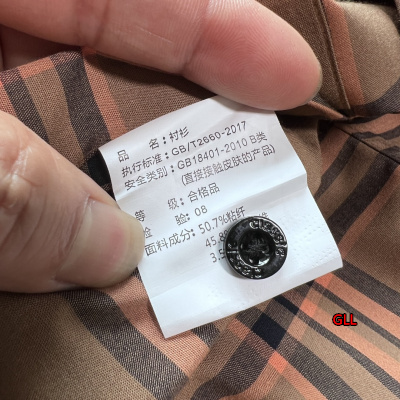 品 名：衬衫
执行标准：GB/T2660-2017
安全类别：GB18401-2010 B类
(直接接触皮肤的产品)
等 级：合格品
检 验：08
面料成分：50.7%粘纤
45.8
3.5
GLL